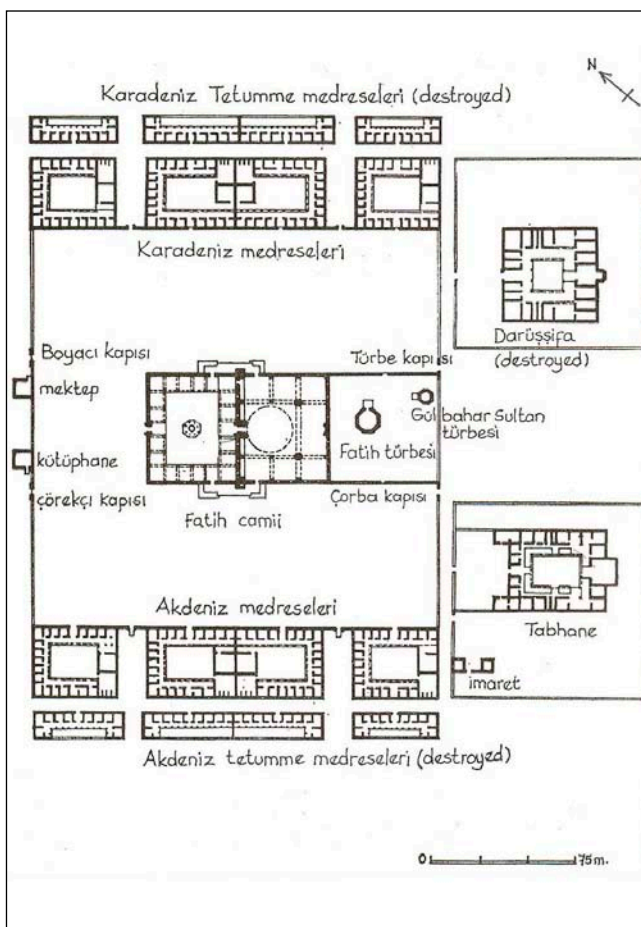 N
Karadeniz Tetumme medreseleri (destroyed)
Karadeniz medreseleri
Darüşşifa
(destroyed)
Boyacı kapısı
Türbe kapısı
mektep
Gülbahar Sultan
türbesi
Fatih türbesi
kütüphane
çörekçı kapısı
Çorba kapısı
Fatih camii
Akdeniz medreseleri
Tabhane
imaret
Akdeniz tetumme medreseleri (destroyed)
0 75m.